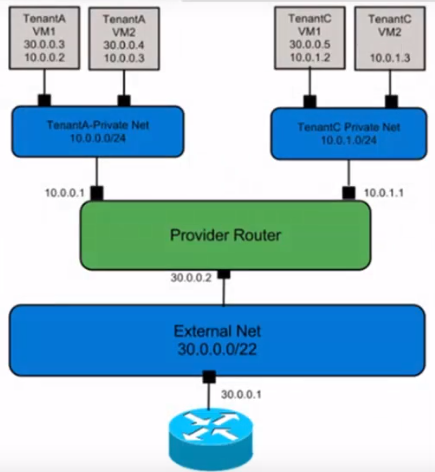 TenantA
VM1
30.0.0.3
10.0.0.2
TenantA
VM2
30.0.0.4
10.0.0.3
TenantC
VM1
30.0.0.5
10.0.1.2
TenantC
VM2
10.0.1.3
TenantA-Private Net
10.0.0.0/24
TenantC Private Net
10.0.1.0/24
10.0.0.1
10.0.1.1
Provider Router
30.0.0.2
External Net
30.0.0.0/22
30.0.0.1